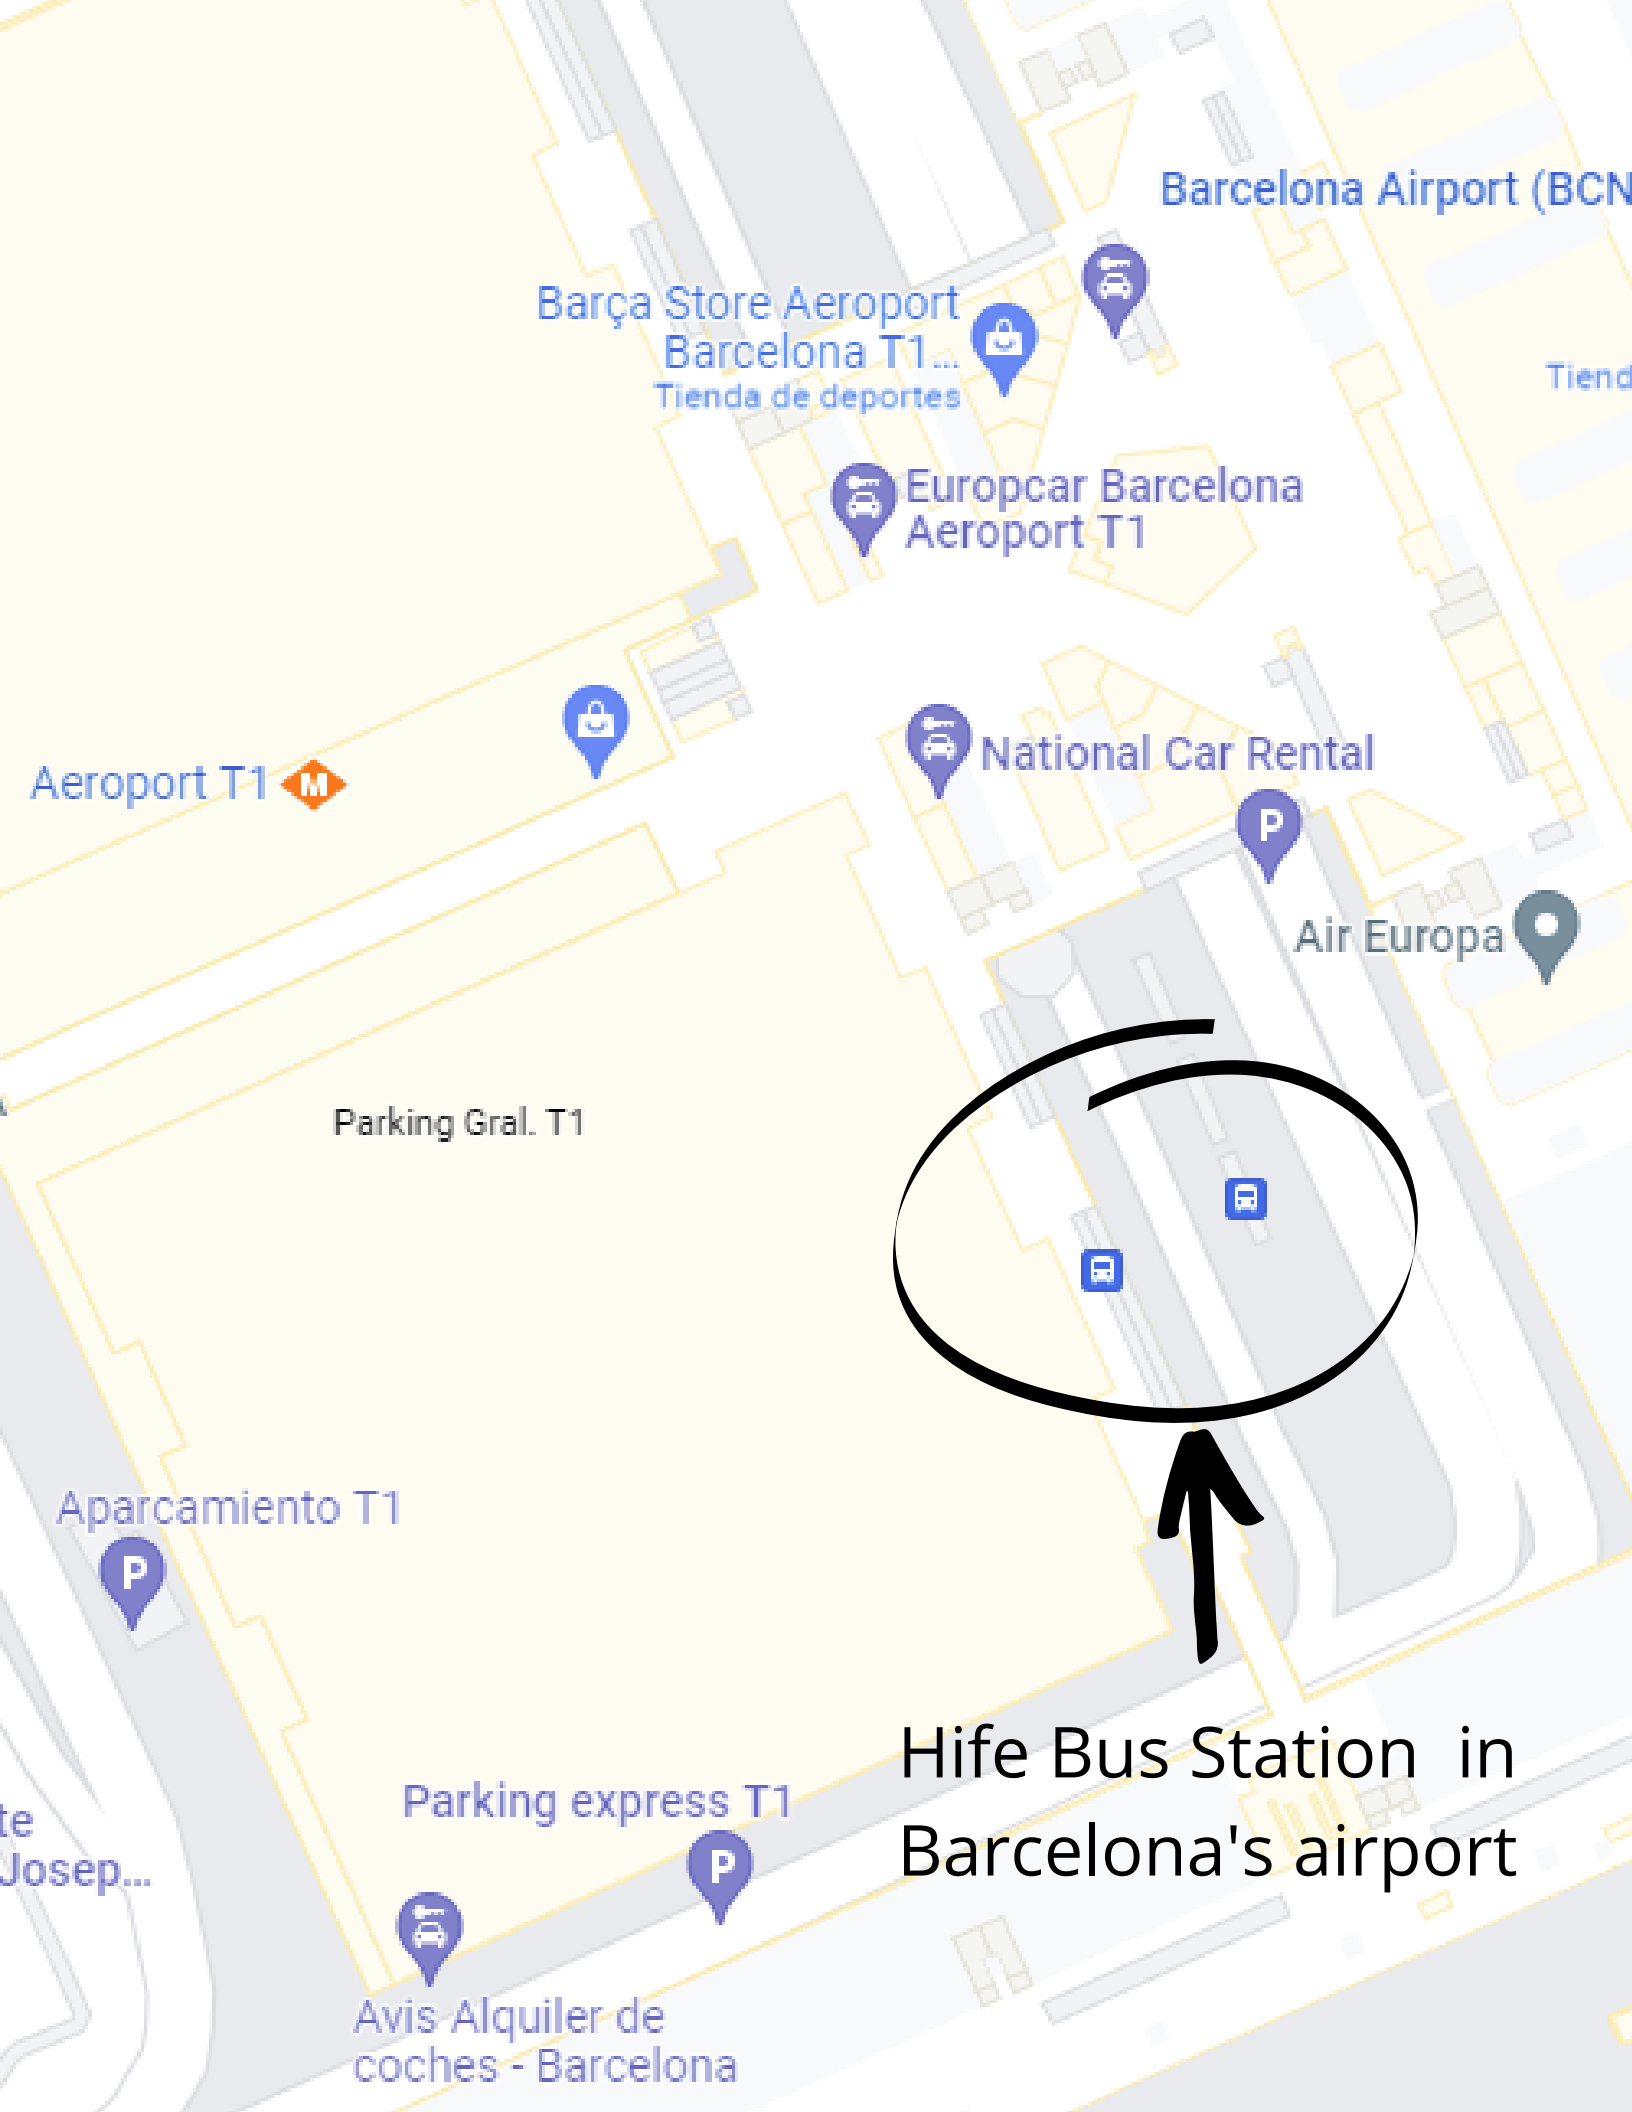 Barcelona Airport (BCN
Barça Store Aeroport
Barcelona T1...
Tienda de deportes
Tiend
Europcar Barcelona
Aeroport T1
National Car Rental
Aeroport T1
M
P
Air Europa
Parking Gral. T1
Aparcamiento T1
P
Hife Bus Station in
Barcelona's airport
Parking express T1
P
te
Josep...
Avis Alquiler de
coches - Barcelona